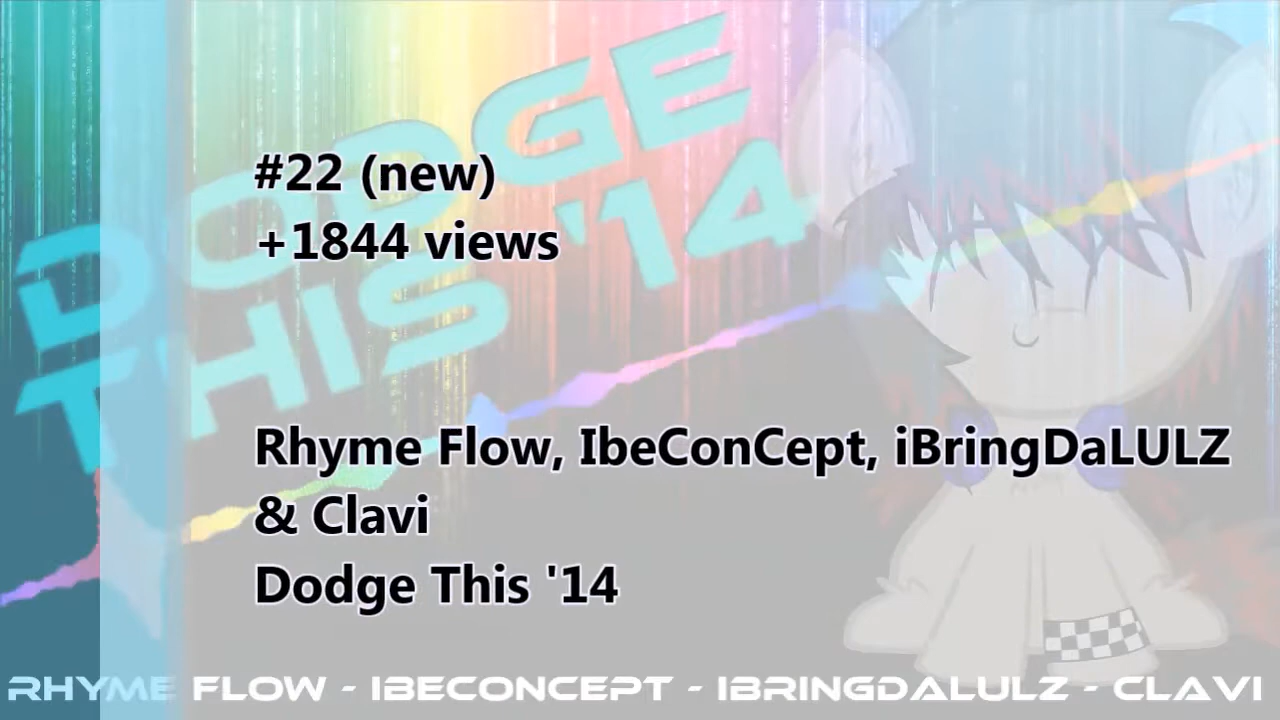 DODGE
THIS '14
#22 (new)
+1844 views
Rhyme Flow, IbeConCept, iBringDaLULZ
& Clavi
Dodge This '14
RHYME FLOW - IBECONCEPT - IBRINGDALULZ - CLAVI